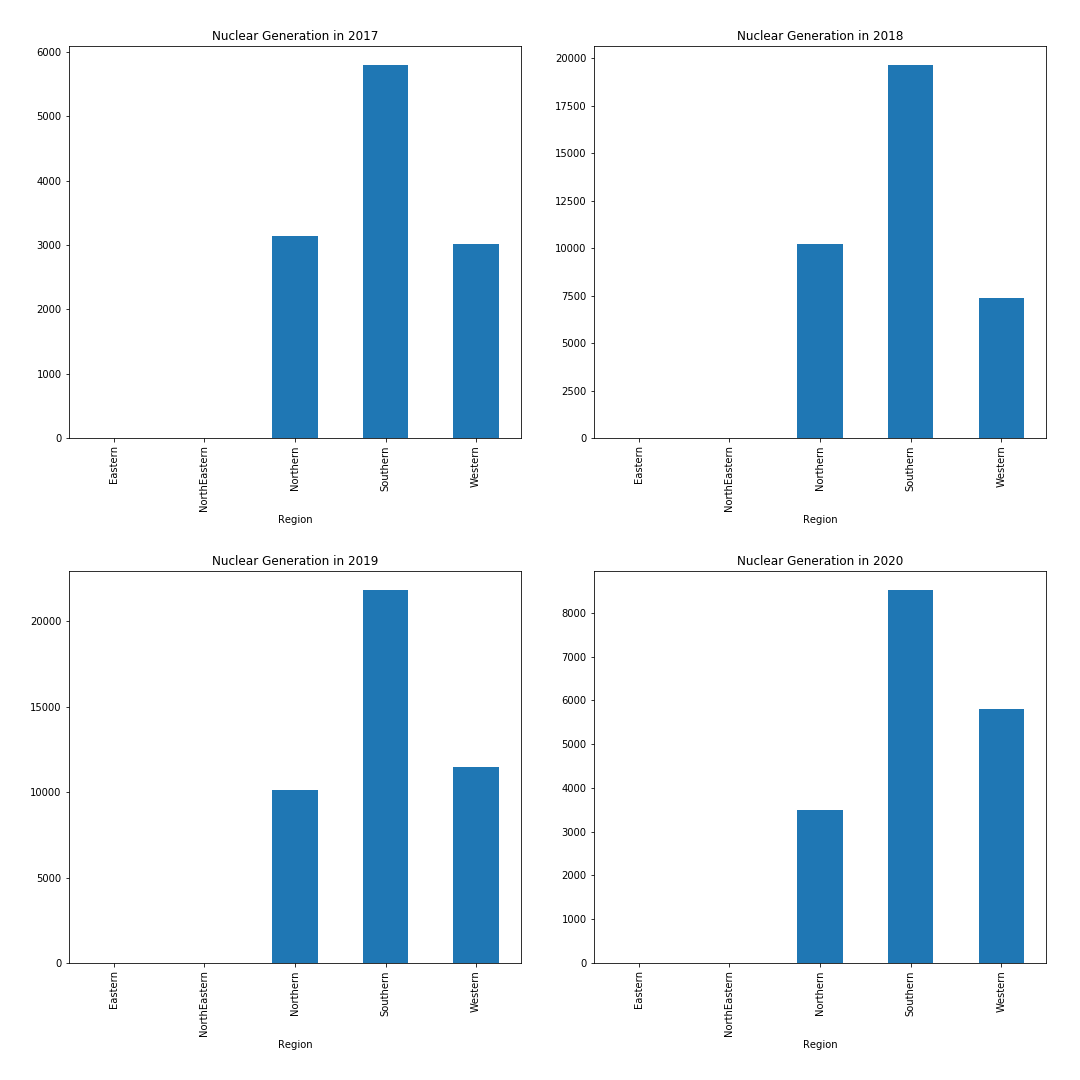 Nuclear Generation in 2017
6000
5000
4000
3000
2000
1000
0
Eastern
NorthEastern
Northern
Southern
Western
Region
Nuclear Generation in 2018
20000
17500
15000
12500
10000
7500
5000
2500
0
Eastern
NorthEastern
Northern
Southern
Western
Region
Nuclear Generation in 2019
20000
15000
10000
5000
0
Eastern
NorthEastern
Northern
Southern
Western
Region
Nuclear Generation in 2020
8000
7000
6000
5000
4000
3000
2000
1000
0
Eastern
NorthEastern
Northern
Southern
Western
Region